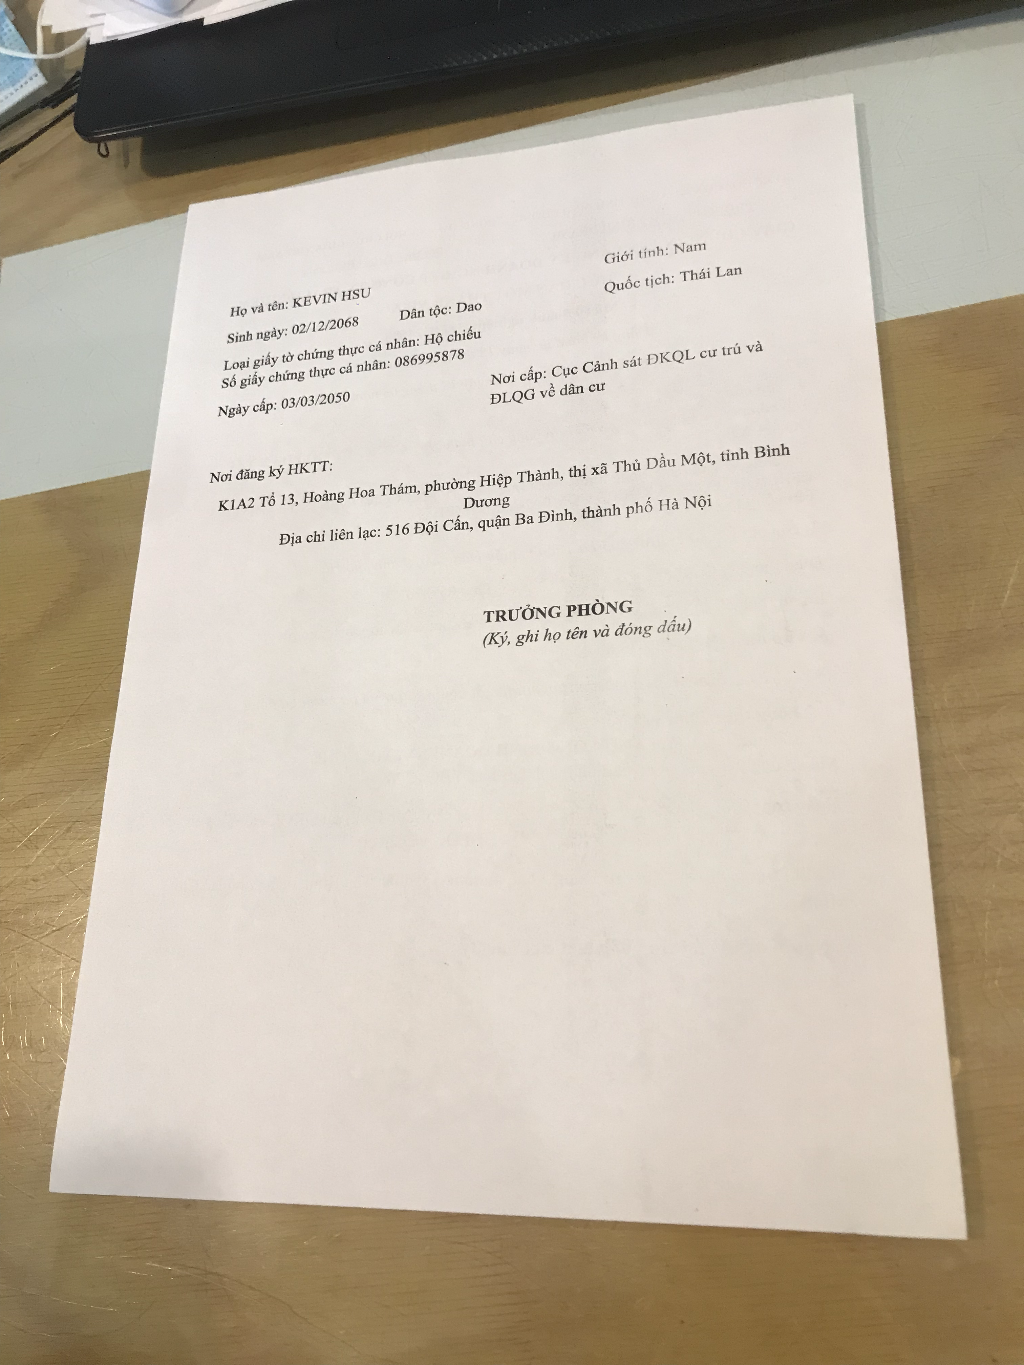 Họ và tên: KEVIN HSU Giới tính: Nam
Sinh ngày: 02/12/2068 Dân tộc: Dao Quốc tịch: Thái Lan
Loại giấy tờ chứng thực cá nhân: Hộ chiếu
Số giấy chứng thực cá nhân: 086995878
Ngày cấp: 03/03/2050 Nơi cấp: Cục Cảnh sát ĐKQL cư trú và
ĐLQG về dân cư
Nơi đăng ký HKTT:
K1A2 Tổ 13, Hoàng Hoa Thám, phường Hiệp Thành, thị xã Thủ Dầu Một, tỉnh Bình
Dương
Địa chỉ liên lạc: 516 Đội Cấn, quận Ba Đình, thành phố Hà Nội
TRƯỞNG PHÒNG
(Ký, ghi họ tên và đóng dấu)